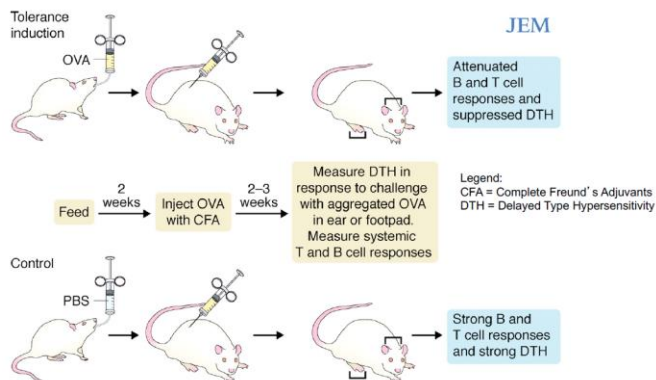 Tolerance
induction
JEM
OVA
Attenuated
B and T cell
responses and
suppressed DTH
Feed
2
weeks
Inject OVA
with CFA
2–3
weeks
Measure DTH in
response to challenge
with aggregated OVA
in ear or footpad.
Measure systemic
T and B cell responses
Legend:
CFA = Complete Freund's Adjuvants
DTH = Delayed Type Hypersensitivity
Control
PBS
Strong B and
T cell responses
and strong DTH